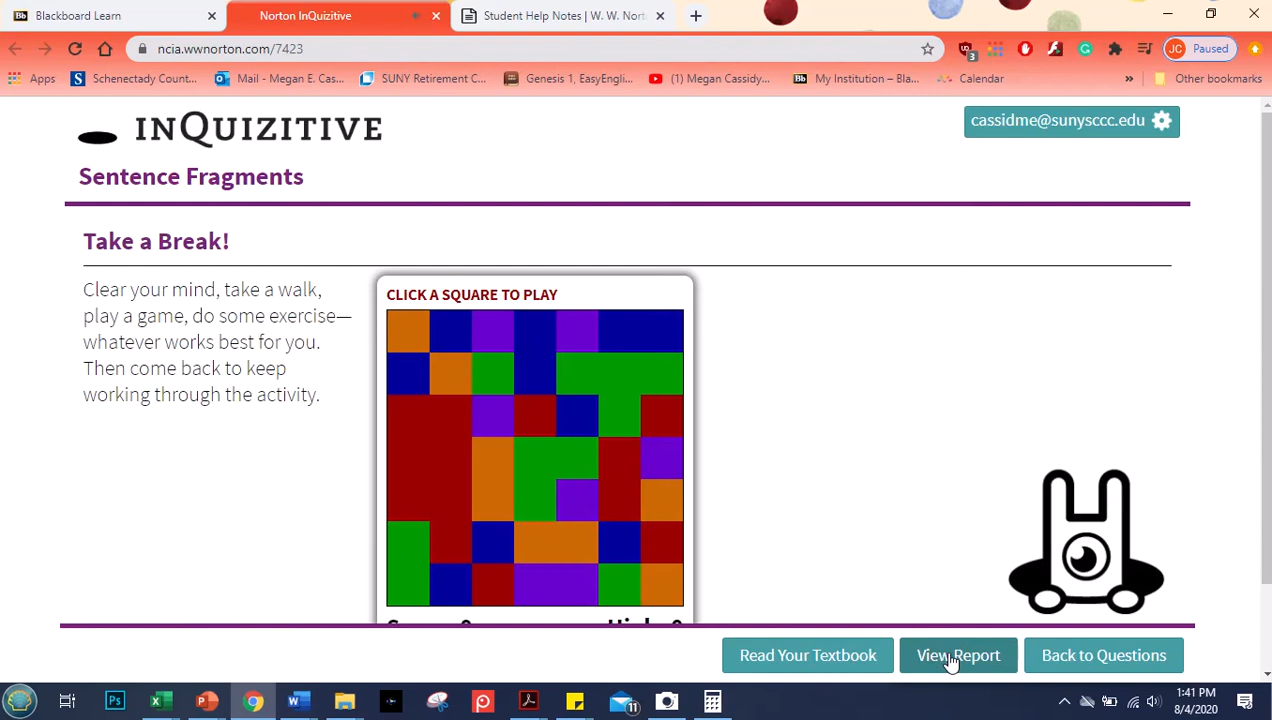 Blackboard Learn
Norton InQuizitive
Student Help Notes | W. W. Nort
ncia.wwnorton.com/7423
3
JC Paused
Apps
Schenectady Count...
Mail - Megan E. Cas...
SUNY Retirement C...
Genesis 1, EasyEngli...
(1) Megan Cassidy...
My Institution – Bla...
Calendar
Other bookmarks
INQUIZITIVE
cassidme@sunysccc.edu
Sentence Fragments
Take a Break!
Clear your mind, take a walk,
play a game, do some exercise—
whatever works best for you.
Then come back to keep
working through the activity.
CLICK A SQUARE TO PLAY
Read Your Textbook
View Report
Back to Questions
11
1:41 PM
8/4/2020